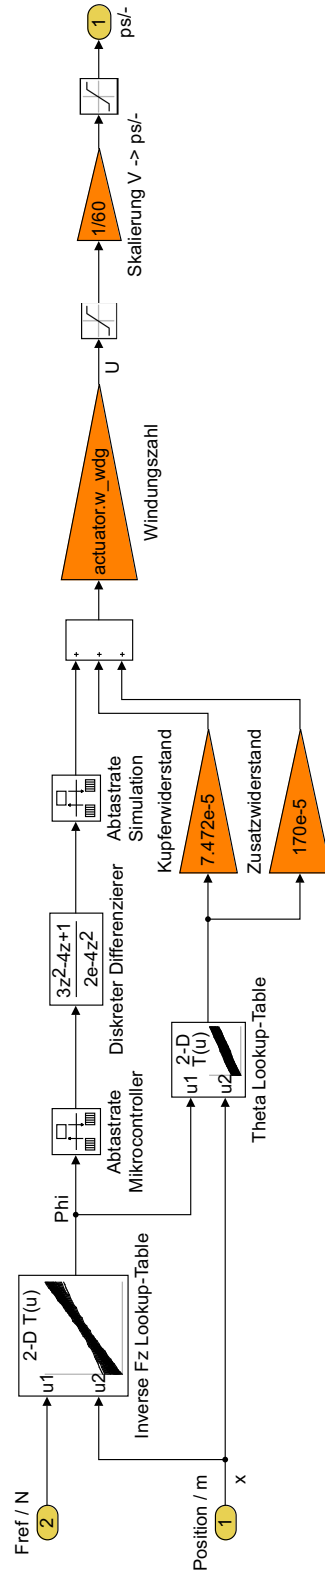 Fref / N
2
Position / m
1
x
2-D T(u)
u1
u2
Inverse Fz Lookup-Table
Phi
Abtastrate
Mikrocontroller
3z²-4z+1
2e-4z²
Diskreter Differenzierer
Abtastrate
Simulation
2-D
T(u)
u1
u2
Theta Lookup-Table
Kupferwiderstand
7.472e-5
Zusatzwiderstand
170e-5
+
+
+
actuator.w_wdg
Windungszahl
U
1/60
Skalierung V -> ps/-
1
ps/-